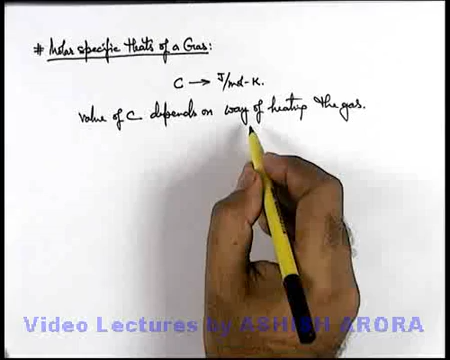 # Molar specific Heats of a Gas:
C → J/mol-K.
value of C depends on way of heating the gas.
Video Lectures by ASHISH ARORA